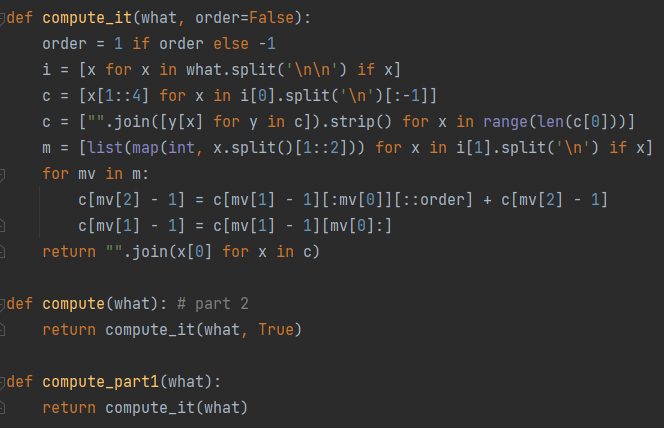 def compute_it(what, order=False):
    order = 1 if order else -1
    i = [x for x in what.split('\n\n') if x]
    c = [x[1::4] for x in i[0].split('\n')[:-1]]
    c = ["".join([y[x] for y in c]).strip() for x in range(len(c[0]))]
    m = [list(map(int, x.split()[1::2])) for x in i[1].split('\n') if x]
    for mv in m:
        c[mv[2] - 1] = c[mv[1] - 1][:mv[0]][::order] + c[mv[2] - 1]
        c[mv[1] - 1] = c[mv[1] - 1][mv[0]:]
    return "".join(x[0] for x in c)

def compute(what): # part 2
    return compute_it(what, True)

def compute_part1(what):
    return compute_it(what)